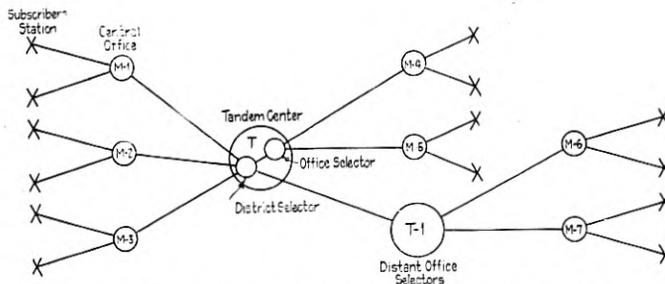 Subscribers
Station
Central
Office
M-1
M-4
Tandem Center
T
M-2
Office Selector
M-5
M-6
District Selector
M-3
T-1
M-7
Distant Office
Selectors